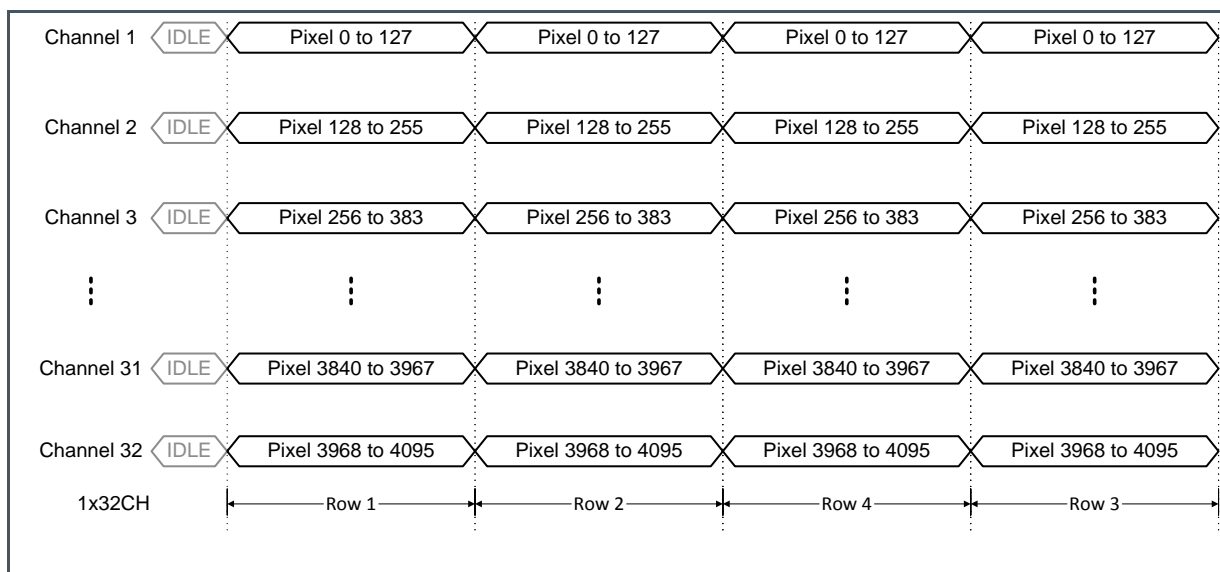 Channel 1 IDLE Pixel 0 to 127 Pixel 0 to 127 Pixel 0 to 127 Pixel 0 to 127
Channel 2 IDLE Pixel 128 to 255 Pixel 128 to 255 Pixel 128 to 255 Pixel 128 to 255
Channel 3 IDLE Pixel 256 to 383 Pixel 256 to 383 Pixel 256 to 383 Pixel 256 to 383
Channel 31 IDLE Pixel 3840 to 3967 Pixel 3840 to 3967 Pixel 3840 to 3967 Pixel 3840 to 3967
Channel 32 IDLE Pixel 3968 to 4095 Pixel 3968 to 4095 Pixel 3968 to 4095 Pixel 3968 to 4095
1x32CH Row 1 Row 2 Row 4 Row 3